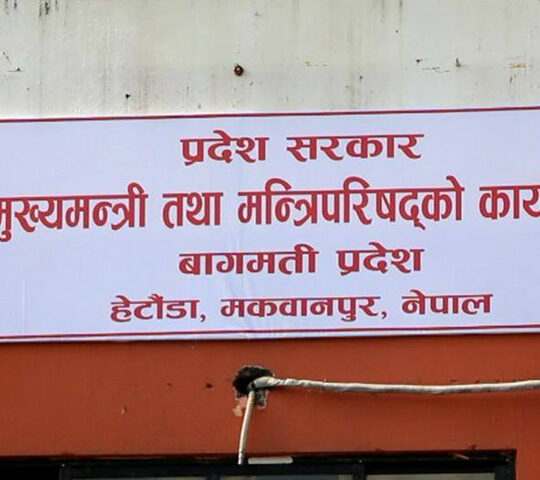 प्रदेश सरकार
मुख्यमन्त्री तथा मन्त्रिपरिषद्को
बागमती प्रदेश
हेटौंडा, मकवानपुर, नेपाल